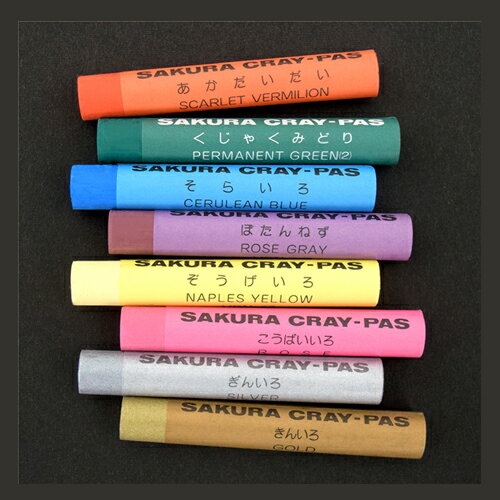 SAKURA CRAY-PAS
あかだいだい
SCARLET VERMILION
SAKURA CRAY-PAS
くじゃくみどり
PERMANENT GREEN(2)
SAKURA CRAY-PAS
そらいろ
CERULEAN BLUE
SAKURA CRAY-PAS
ぼたんねず
ROSE GRAY
SAKURA CRAY-PAS
ぞうげいろ
NAPLES YELLOW
SAKURA CRAY-PAS
こうばいいろ
ROSE
SAKURA CRAY-PAS
ぎんいろ
SILVER
SAKURA CRAY-PAS
きんいろ
GOLD